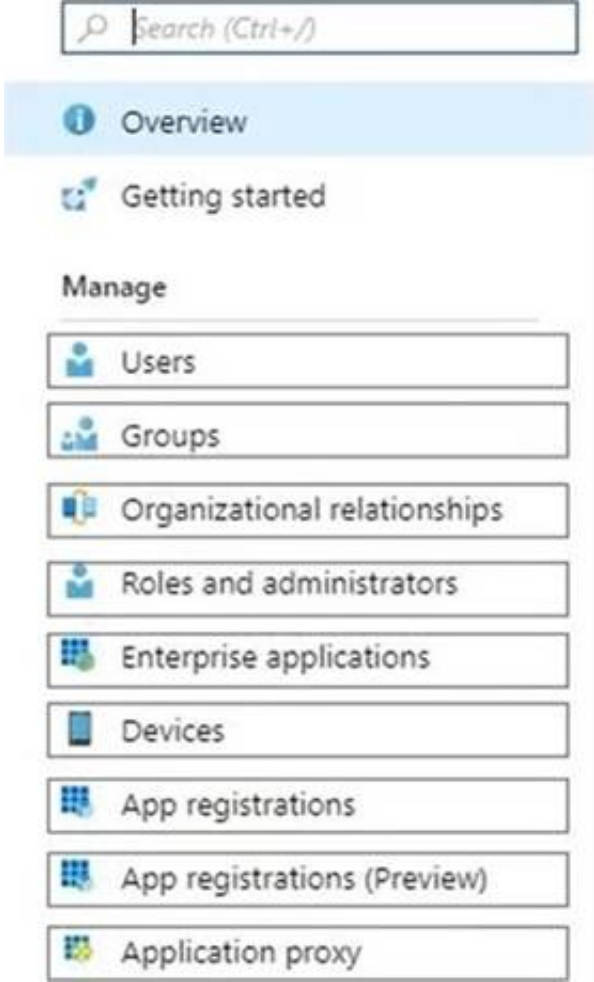 Search (Ctrl+/)
Overview
Getting started
Manage
Users
Groups
Organizational relationships
Roles and administrators
Enterprise applications
Devices
App registrations
App registrations (Preview)
Application proxy